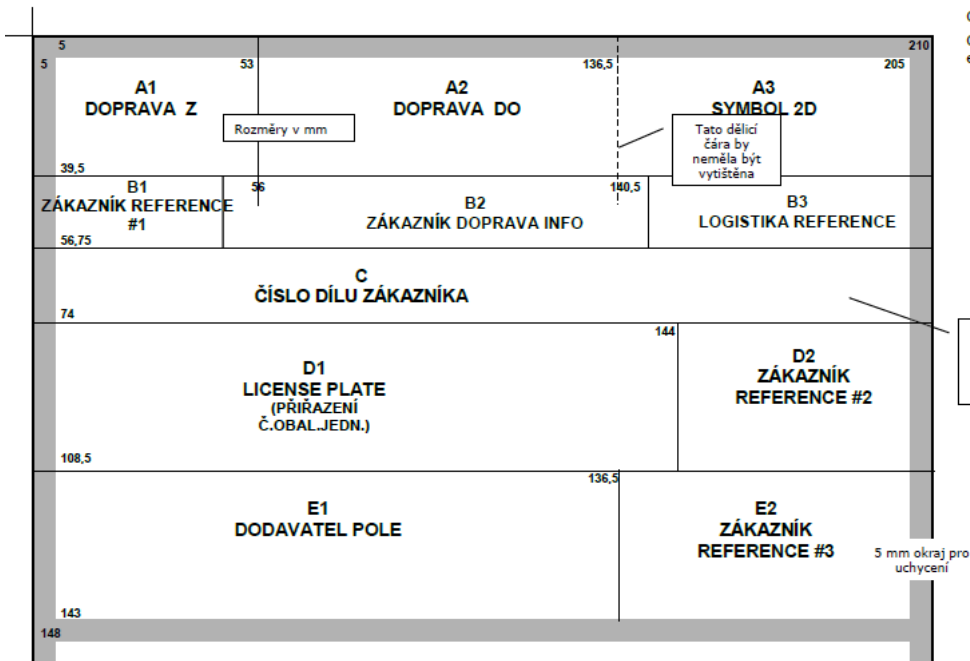 5
210
5
53
136,5
205
A1
DOPRAVA Z
A2
DOPRAVA DO
A3
SYMBOL 2D
Rozměry v mm
Tato dělicí
čára by
neměla být
vytištěna
39,5
B1
ZÁKAZNÍK REFERENCE
#1
56
B2
ZÁKAZNÍK DOPRAVA INFO
140,5
B3
LOGISTIKA REFERENCE
56,75
C
ČÍSLO DÍLU ZÁKAZNÍKA
74
144
D1
LICENSE PLATE
(PŘIŘAZENÍ
Č.OBAL.JEDN.)
D2
ZÁKAZNÍK
REFERENCE #2
108,5
136,5
E1
DODAVATEL POLE
E2
ZÁKAZNÍK
REFERENCE #3
5 mm okraj pro
uchycení
143
148